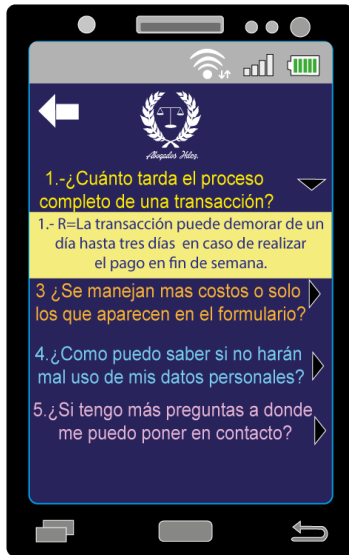 Abogados Hdez.
1.-¿Cuánto tarda el proceso
completo de una transacción?
1.- R=La transacción puede demorar de un
día hasta tres días en caso de realizar
el pago en fin de semana.
3 ¿Se manejan mas costos o solo
los que aparecen en el formulario?
4.¿Como puedo saber si no harán
mal uso de mis datos personales?
5.¿Si tengo más preguntas a donde
me puedo poner en contacto?